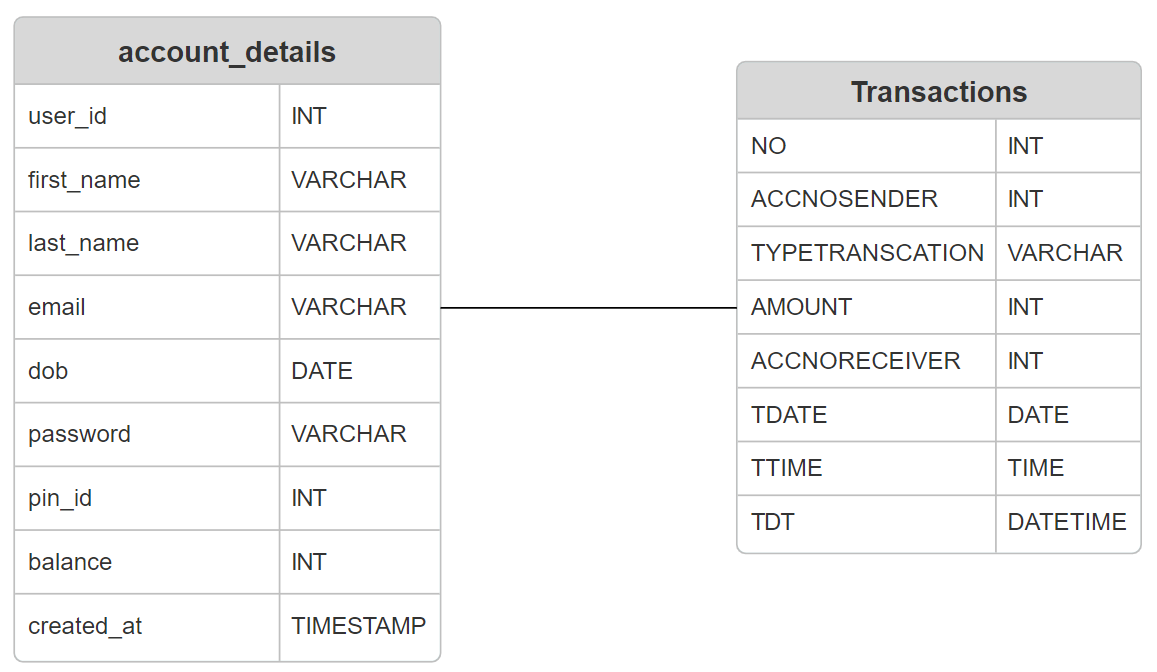 account_details
user_id INT
first_name VARCHAR
last_name VARCHAR
email VARCHAR
dob DATE
password VARCHAR
pin_id INT
balance INT
created_at TIMESTAMP
Transactions
NO INT
ACCNOSENDER INT
TYPETRANSCATION VARCHAR
AMOUNT INT
ACCNORECEIVER INT
TDATE DATE
TTIME TIME
TDT DATETIME